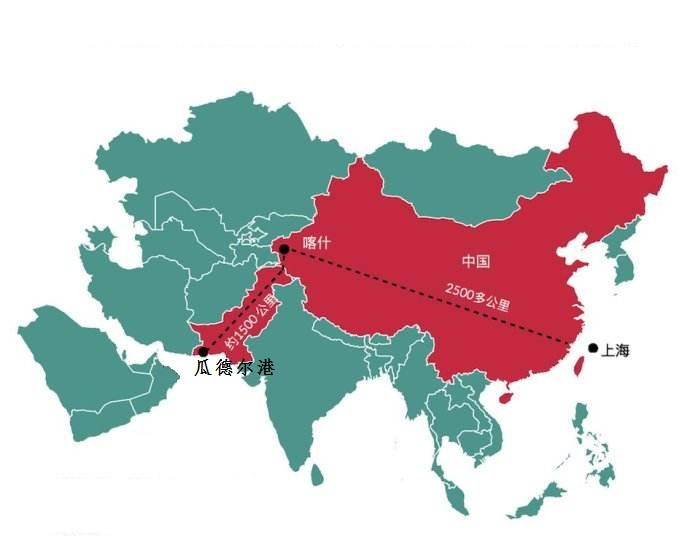 喀什
中国
2500多公里
约1500 公里
上海
瓜德尔港